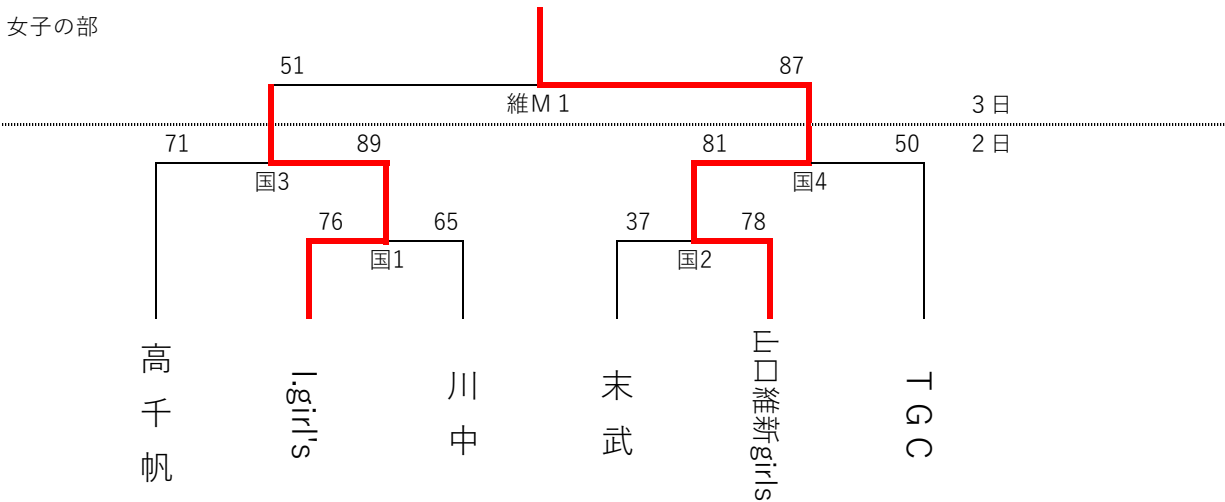 女子の部
51
87
維M1
3日
71
89
81
50
2日
国3
国4
76
65
37
78
国1
国2
高千帆
I.girl's
川中
末武
山口維新girls
TGC